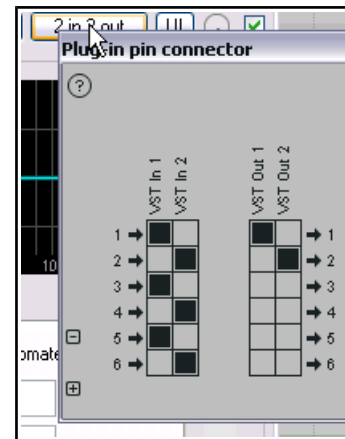 2 in 2 out
UI
Plug-in pin connector
?
VST In 1
VST In 2
VST Out 1
VST Out 2
1 → → 1
2 → → 2
3 → → 3
4 → → 4
5 → → 5
6 → → 6
10
omate